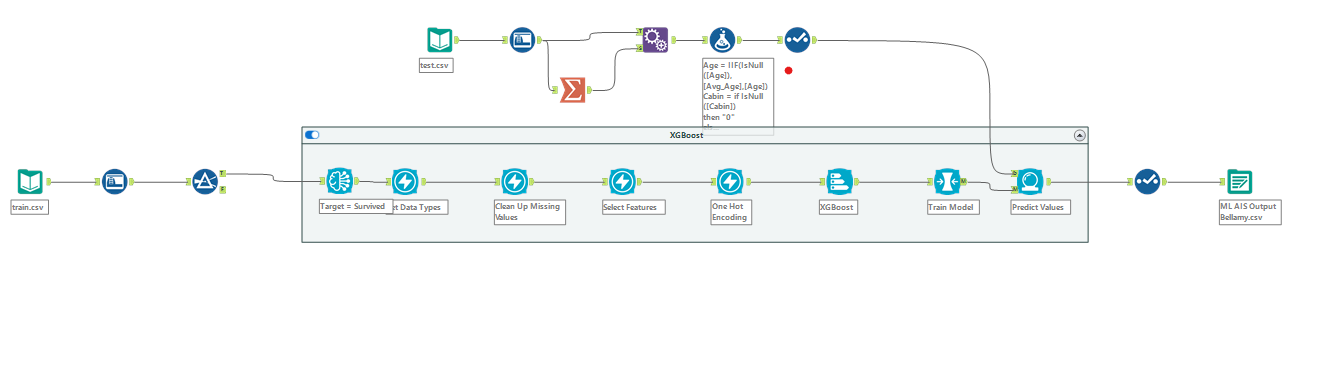 test.csv
Age = IIF(IsNull
([Age]),
[Avg_Age],[Age])
Cabin = if IsNull
([Cabin])
then "0"
XGBoost
train.csv
Target = Survived
t Data Types
Clean Up Missing
Values
Select Features
One Hot
Encoding
XGBoost
Train Model
Predict Values
ML AIS Output
Bellamy.csv